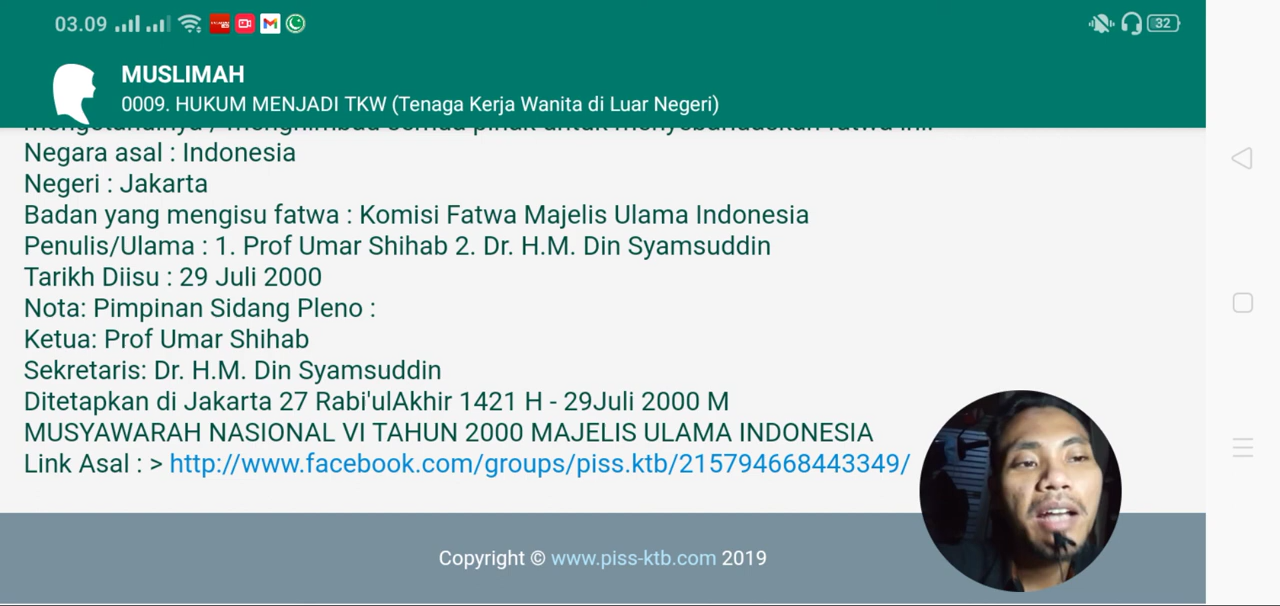 03.09
32
MUSLIMAH
0009. HUKUM MENJADI TKW (Tenaga Kerja Wanita di Luar Negeri)
Negara asal : Indonesia
Negeri : Jakarta
Badan yang mengisu fatwa : Komisi Fatwa Majelis Ulama Indonesia
Penulis/Ulama : 1. Prof Umar Shihab 2. Dr. H.M. Din Syamsuddin
Tarikh Diisu : 29 Juli 2000
Nota: Pimpinan Sidang Pleno :
Ketua: Prof Umar Shihab
Sekretaris: Dr. H.M. Din Syamsuddin
Ditetapkan di Jakarta 27 Rabi'ulAkhir 1421 H - 29Juli 2000 M
MUSYAWARAH NASIONAL VI TAHUN 2000 MAJELIS ULAMA INDONESIA
Link Asal : > http://www.facebook.com/groups/piss.ktb/215794668443349/
Copyright © www.piss-ktb.com 2019